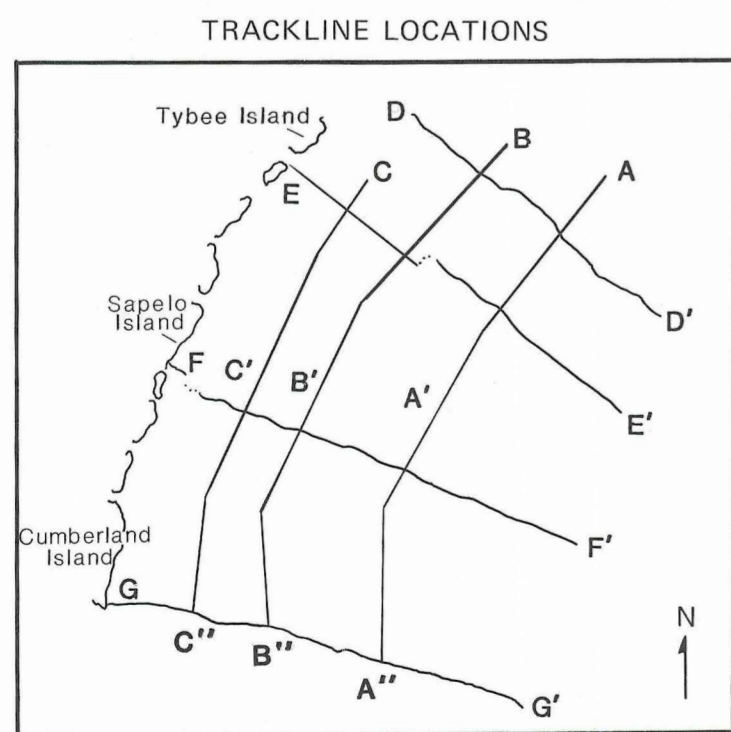 TRACKLINE LOCATIONS
Tybee Island
D
B
A
C
E
Sapelo
Island
F
C'
B'
A'
D'
E'
F'
Cumberland
Island
G
C''
B''
A''
G'
N